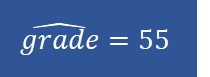 \widehat{grade} = 55